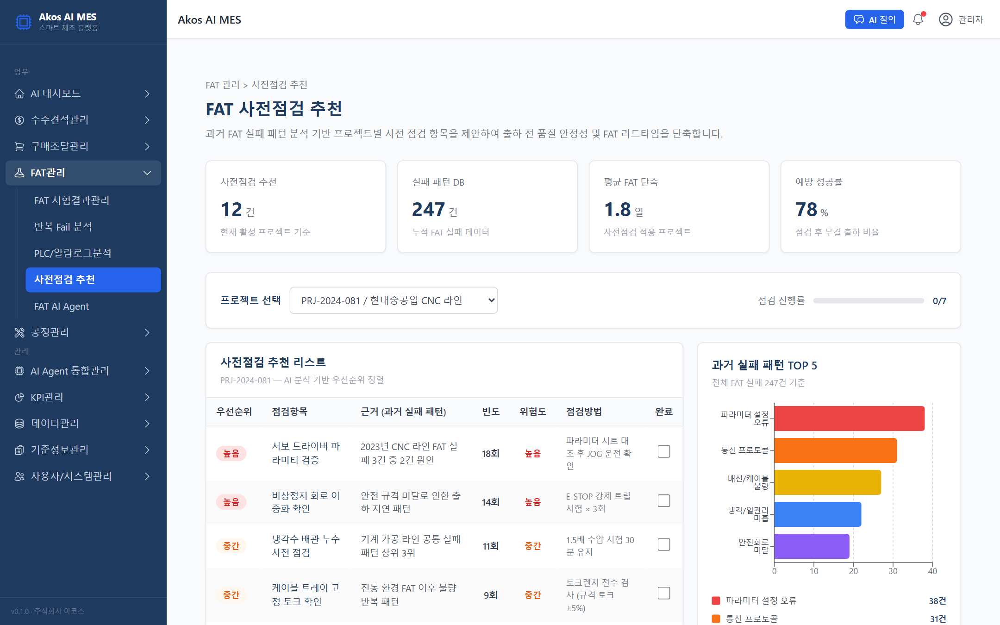 Akos AI MES
스마트 제조 플랫폼
업무
AI 대시보드
수주견적관리
구매조달관리
FAT관리
FAT 시험결과관리
반복 Fail 분석
PLC/알람로그분석
사전점검 추천
FAT AI Agent
공정관리
관리
AI Agent 통합관리
KPI관리
데이터관리
기준정보관리
사용자/시스템관리
v0.1.0 · 주식회사 아코스
Akos AI MES
AI 질의
관리자
FAT 관리 > 사전점검 추천
FAT 사전점검 추천
과거 FAT 실패 패턴 분석 기반 프로젝트별 사전 점검 항목을 제안하여 출하 전 품질 안정성 및 FAT 리드타임을 단축합니다.
사전점검 추천
12 건
현재 활성 프로젝트 기준
실패 패턴 DB
247 건
누적 FAT 실패 데이터
평균 FAT 단축
1.8 일
사전점검 적용 프로젝트
예방 성공률
78 %
점검 후 무결 출하 비율
프로젝트 선택
PRJ-2024-081 / 현대중공업 CNC 라인
점검 진행률
0/7
사전점검 추천 리스트
PRJ-2024-081 — AI 분석 기반 우선순위 정렬
우선순위 점검항목 근거 (과거 실패 패턴) 빈도 위험도 점검방법 완료
높음
서보 드라이버 파
라미터 검증
2023년 CNC 라인 FAT 실
패 3건 중 2건 원인
18회
높음
파라미터 시트 대
조 후 JOG 운전 확
인
높음
비상정지 회로 이
중화 확인
안전 규격 미달로 인한 출
하 지연 패턴
14회
높음
E-STOP 강제 트립
시험 × 3회
중간
냉각수 배관 누수
사전 점검
기계 가공 라인 공통 실패
패턴 상위 3위
11회
중간
1.5배 수압 시험 30
분 유지
중간
케이블 트레이 고
정 토크 확인
진동 환경 FAT 이후 불량
반복 패턴
9회
중간
토크렌치 전수 검
사 (규격 토크
±5%)
과거 실패 패턴 TOP 5
전체 FAT 실패 247건 기준
파라미터 설정
오류
통신 프로토콜
배선/케이블
불량
냉각/열관리
미흡
안전회로
미달
0 10 20 30 40
파라미터 설정 오류 38건
통신 프로토콜 31건